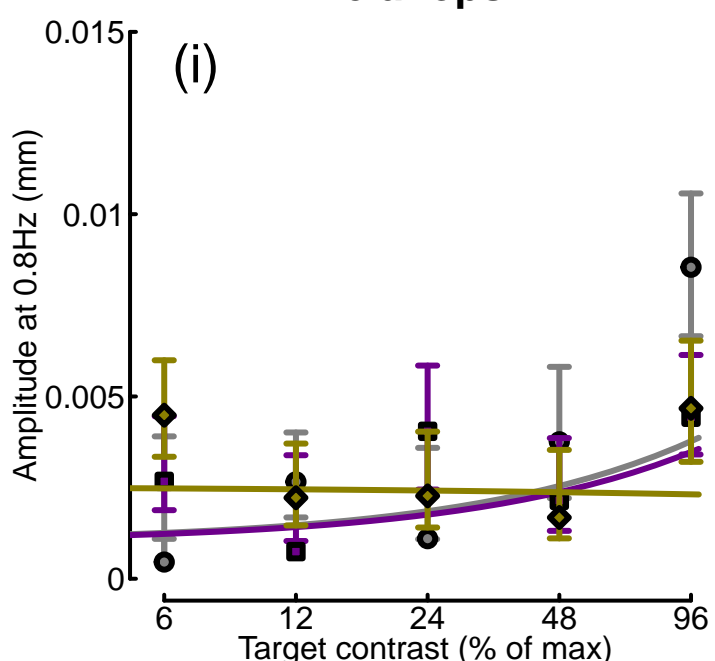 0.015
(i)
0.01
0.005
0
Amplitude at 0.8Hz (mm)
6 12 24 48 96
Target contrast (% of max)